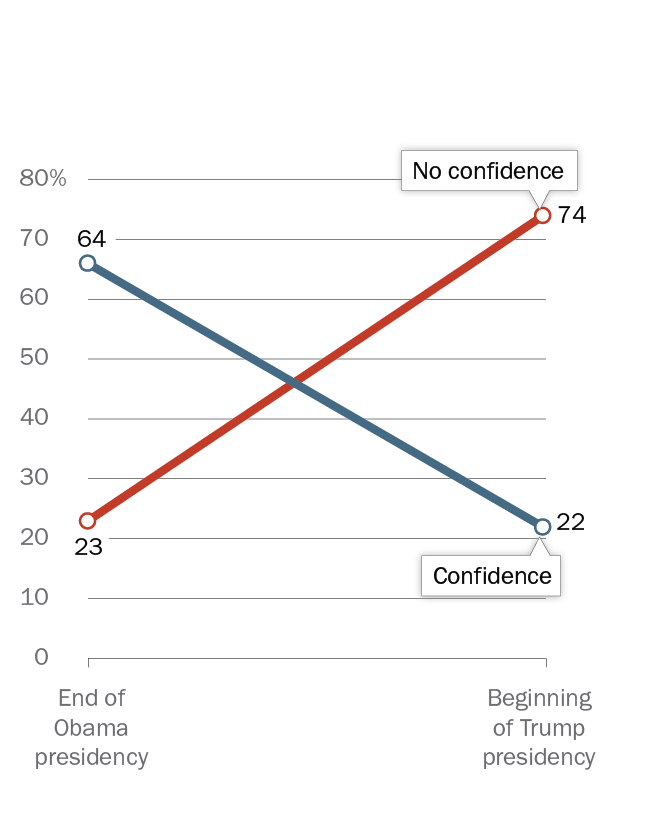 No confidence
80%
74
70
64
60
50
40
30
22
20
23
Confidence
10
0
End of
Obama
presidency
Beginning
of Trump
presidency